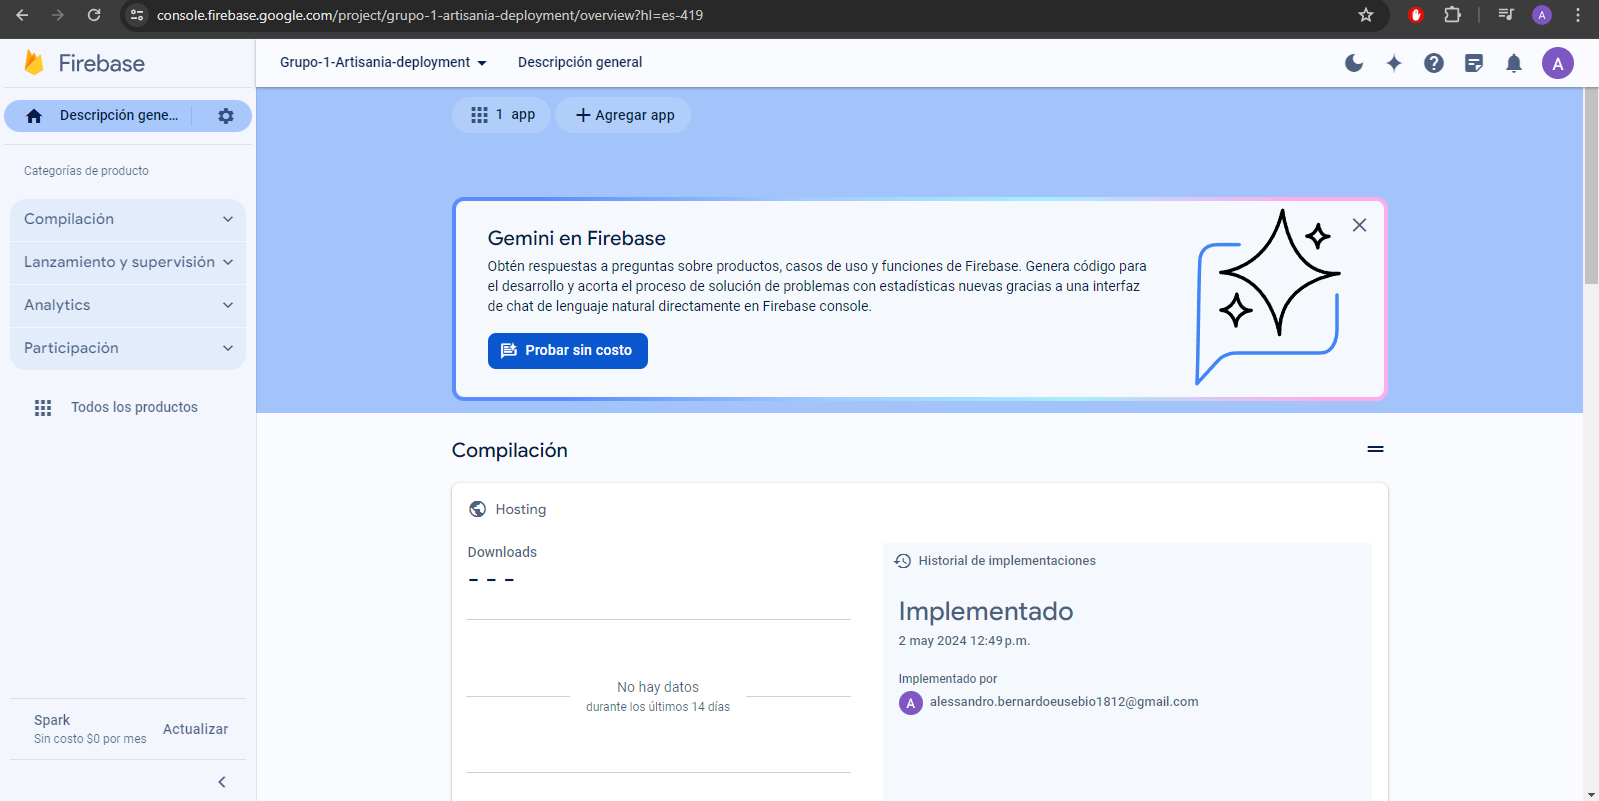 console.firebase.google.com/project/grupo-1-artisania-deployment/overview?hl=es-419
A
Firebase
Grupo-1-Artisania-deployment
Descripción general
A
Descripción gene...
1 app
Agregar app
Categorías de producto
Compilación
Lanzamiento y supervisión
Analytics
Participación
Todos los productos
Gemini en Firebase
Obtén respuestas a preguntas sobre productos, casos de uso y funciones de Firebase. Genera código para
el desarrollo y acorta el proceso de solución de problemas con estadísticas nuevas gracias a una interfaz
de chat de lenguaje natural directamente en Firebase console.
Probar sin costo
Compilación
Hosting
Downloads
- - -
No hay datos
durante los últimos 14 días
Historial de implementaciones
Implementado
2 may 2024 12:49 p.m.
Implementado por
A
alessandro.bernardoeusebio1812@gmail.com
Spark
Sin costo $0 por mes
Actualizar